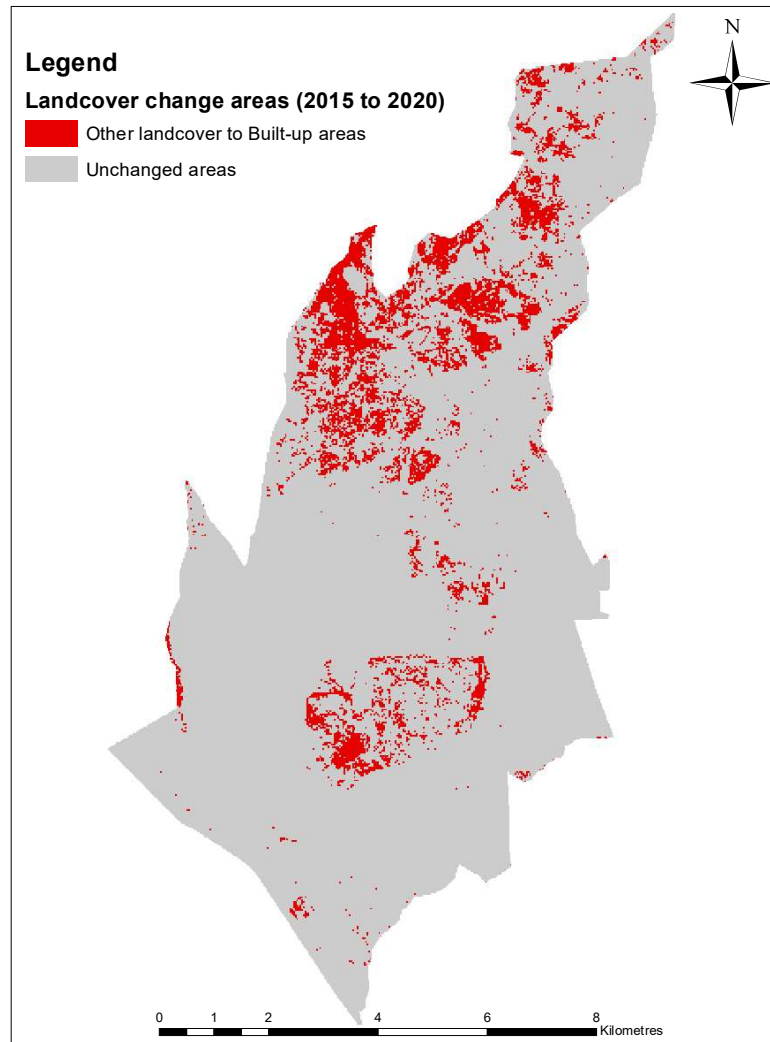 N
Legend
Landcover change areas (2015 to 2020)
Other landcover to Built-up areas
Unchanged areas
0 1 2 4 6 8
Kilometres